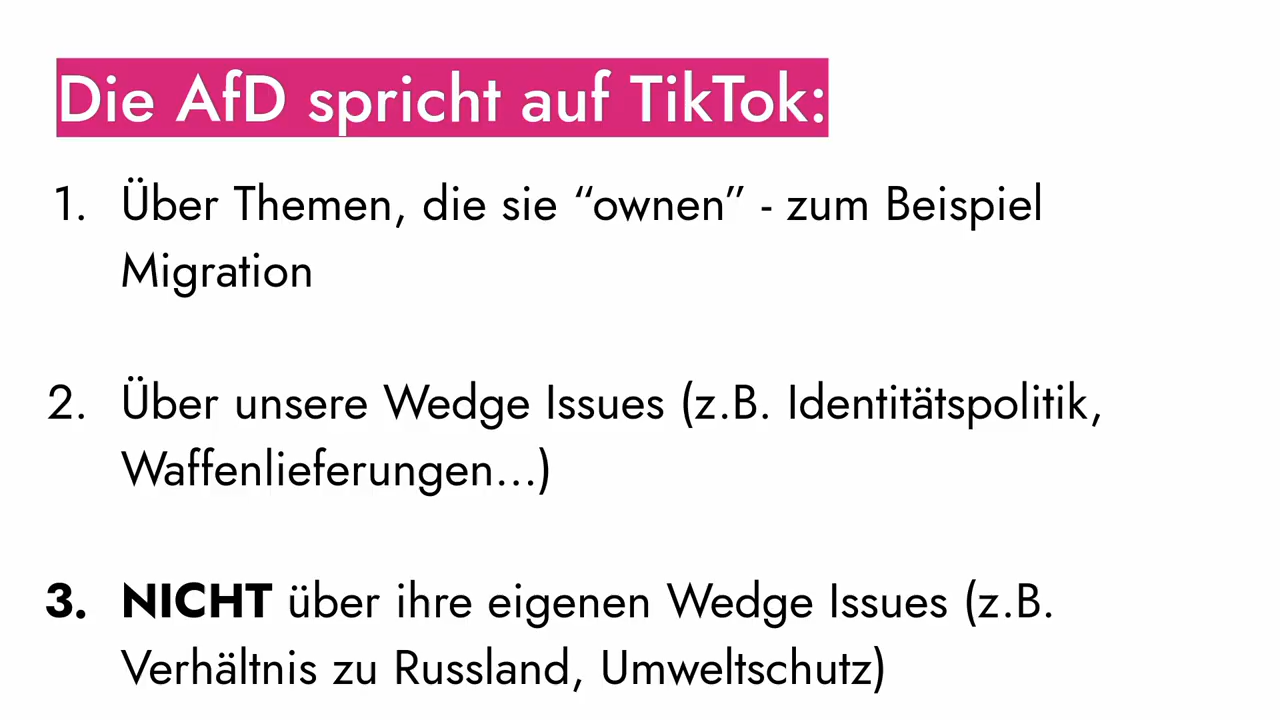 Die AfD spricht auf TikTok:
1. Über Themen, die sie “ownen” - zum Beispiel
Migration
2. Über unsere Wedge Issues (z.B. Identitätspolitik,
Waffenlieferungen...)
3. NICHT über ihre eigenen Wedge Issues (z.B.
Verhältnis zu Russland, Umweltschutz)